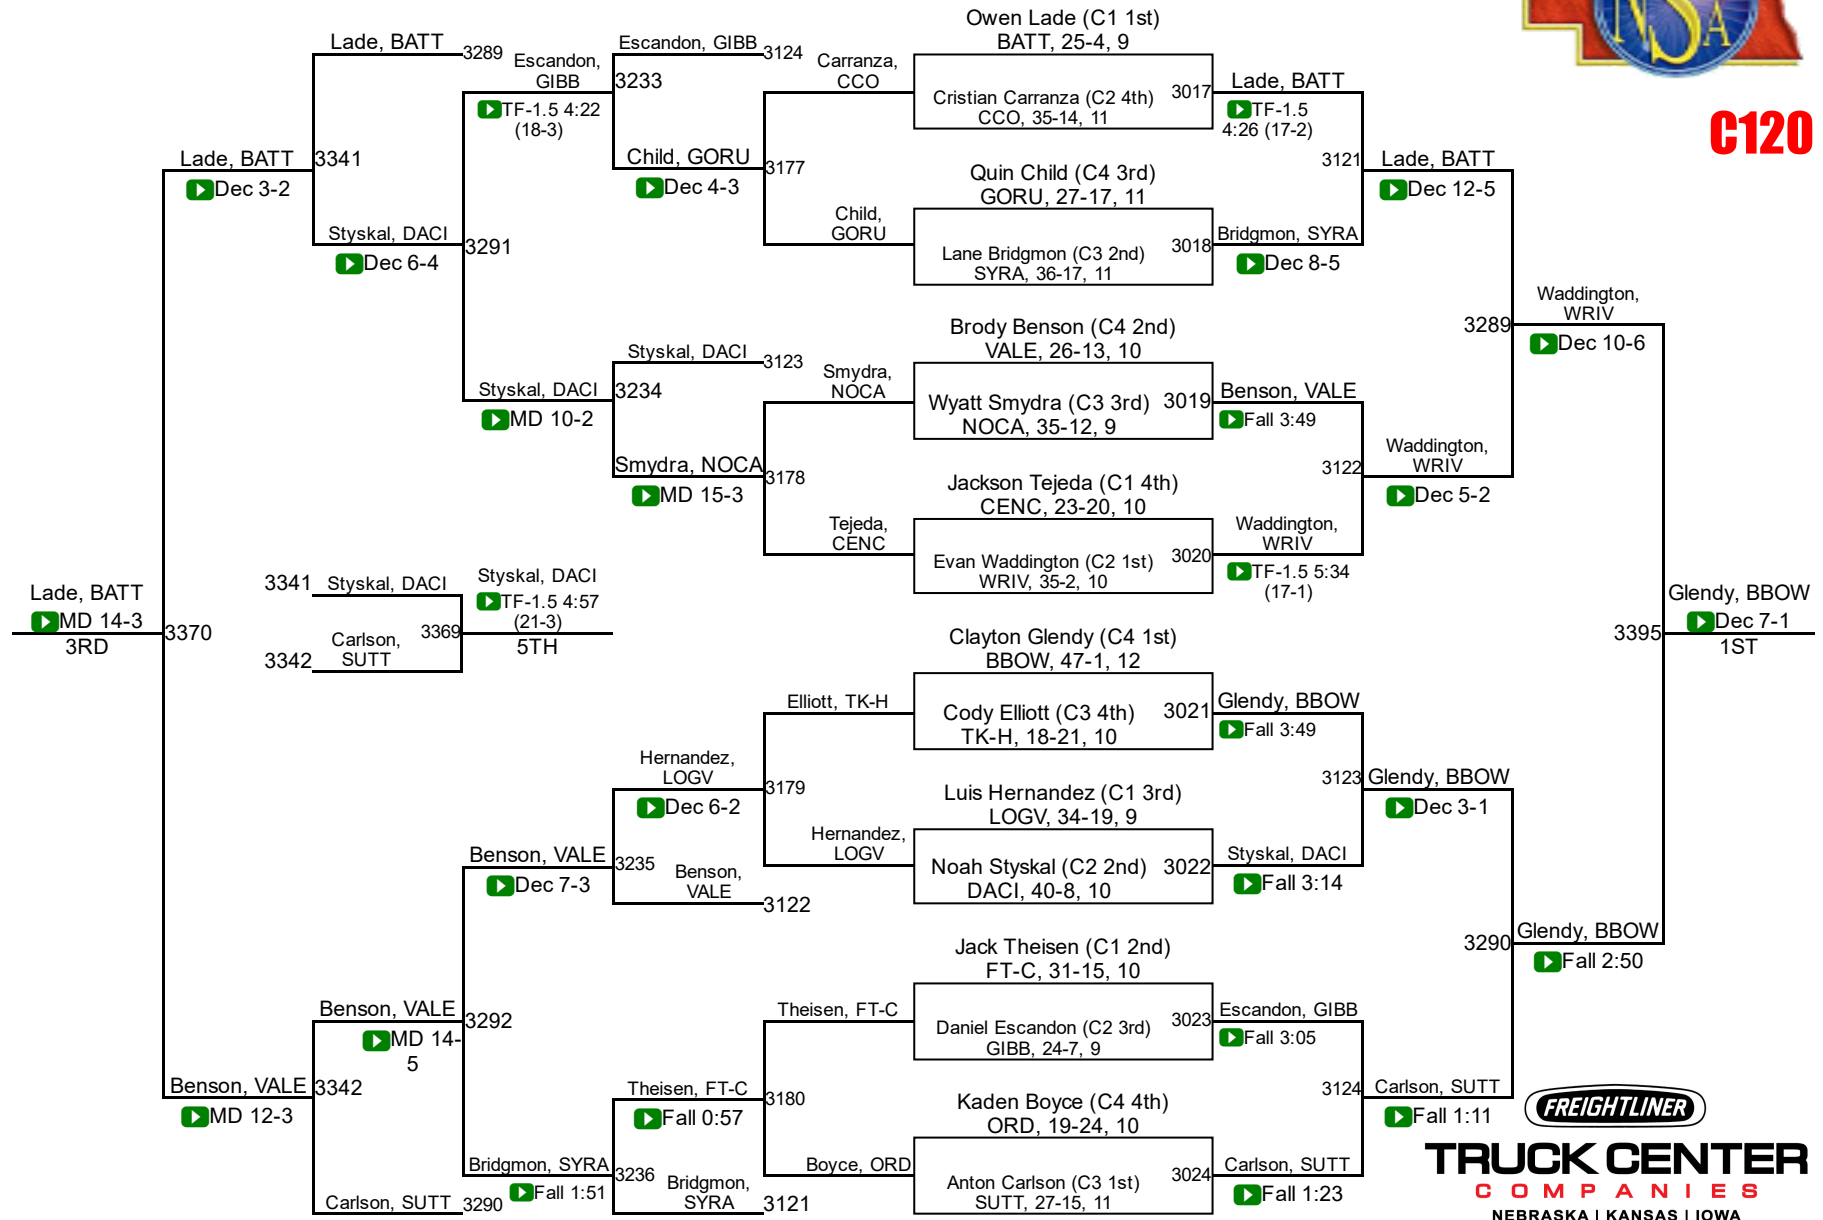 NSA
C120
Lade, BATT
3289
3341
Lade, BATT
Dec 3-2
Styskal, DACI
Dec 6-4
Escandon,
GIBB
TF-1.5 4:22
(18-3)
3291
Styskal, DACI
MD 10-2
Escandon, GIBB
3124
3233
Child, GORU
Dec 4-3
Styskal, DACI
3123
3234
Smydra, NOCA
MD 15-3
Carranza,
CCO
3177
Child,
GORU
Smydra,
NOCA
3178
Tejeda,
CENC
Owen Lade (C1 1st)
BATT, 25-4, 9
Cristian Carranza (C2 4th)
CCO, 35-14, 11
3017
Quin Child (C4 3rd)
GORU, 27-17, 11
Lane Bridgmon (C3 2nd)
SYRA, 36-17, 11
3018
Brody Benson (C4 2nd)
VALE, 26-13, 10
Wyatt Smydra (C3 3rd)
NOCA, 35-12, 9
3019
Jackson Tejeda (C1 4th)
CENC, 23-20, 10
Evan Waddington (C2 1st)
WRIV, 35-2, 10
3020
Lade, BATT
TF-1.5
4:26 (17-2)
3121
Bridgmon, SYRA
Dec 8-5
Lade, BATT
Dec 12-5
Benson, VALE
Fall 3:49
3122
Waddington,
WRIV
TF-1.5 5:34
(17-1)
Waddington,
WRIV
Dec 5-2
3289
Waddington,
WRIV
Dec 10-6
Lade, BATT
MD 14-3
3RD
3370
3341
Styskal, DACI
3342
Carlson,
SUTT
3369
Styskal, DACI
TF-1.5 4:57
(21-3)
5TH
3395
Glendy, BBOW
Dec 7-1
1ST
Clayton Glendy (C4 1st)
BBOW, 47-1, 12
Cody Elliott (C3 4th)
TK-H, 18-21, 10
3021
Luis Hernandez (C1 3rd)
LOGV, 34-19, 9
Noah Styskal (C2 2nd)
DACI, 40-8, 10
3022
Jack Theisen (C1 2nd)
FT-C, 31-15, 10
Daniel Escandon (C2 3rd)
GIBB, 24-7, 9
3023
Kaden Boyce (C4 4th)
ORD, 19-24, 10
Anton Carlson (C3 1st)
SUTT, 27-15, 11
3024
Elliott, TK-H
3179
Hernandez,
LOGV
Hernandez,
LOGV
Dec 6-2
3235
Benson,
VALE
3122
Benson, VALE
Dec 7-3
Theisen, FT-C
3180
Boyce, ORD
Theisen, FT-C
Fall 0:57
3236
Bridgmon,
SYRA
3121
Bridgmon, SYRA
Fall 1:51
3292
Benson, VALE
MD 14-
5
3342
Carlson, SUTT
3290
Benson, VALE
MD 12-3
Glendy, BBOW
Fall 3:49
3123
Styskal, DACI
Fall 3:14
Glendy, BBOW
Dec 3-1
Escandon, GIBB
Fall 3:05
3124
Carlson, SUTT
Fall 1:23
Carlson, SUTT
Fall 1:11
3290
Glendy, BBOW
Fall 2:50
FREIGHTLINER
TRUCK CENTER
COMPANIES
NEBRASKA | KANSAS | IOWA